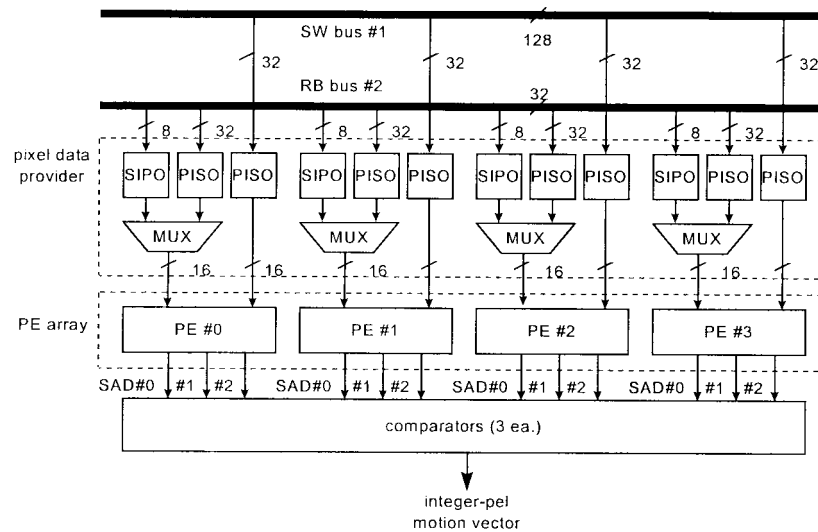 SW bus #1
128
32 32 32 32
RB bus #2
32
8 32 8 32 8 32 8 32
pixel data
provider
SIPO PISO PISO SIPO PISO PISO SIPO PISO PISO SIPO PISO PISO
MUX MUX MUX MUX
16 16 16 16 16
PE array
PE #0 PE #1 PE #2 PE #3
SAD#0 #1 #2 SAD#0 #1 #2 SAD#0 #1 #2 SAD#0 #1 #2
comparators (3 ea.)
integer-pel
motion vector